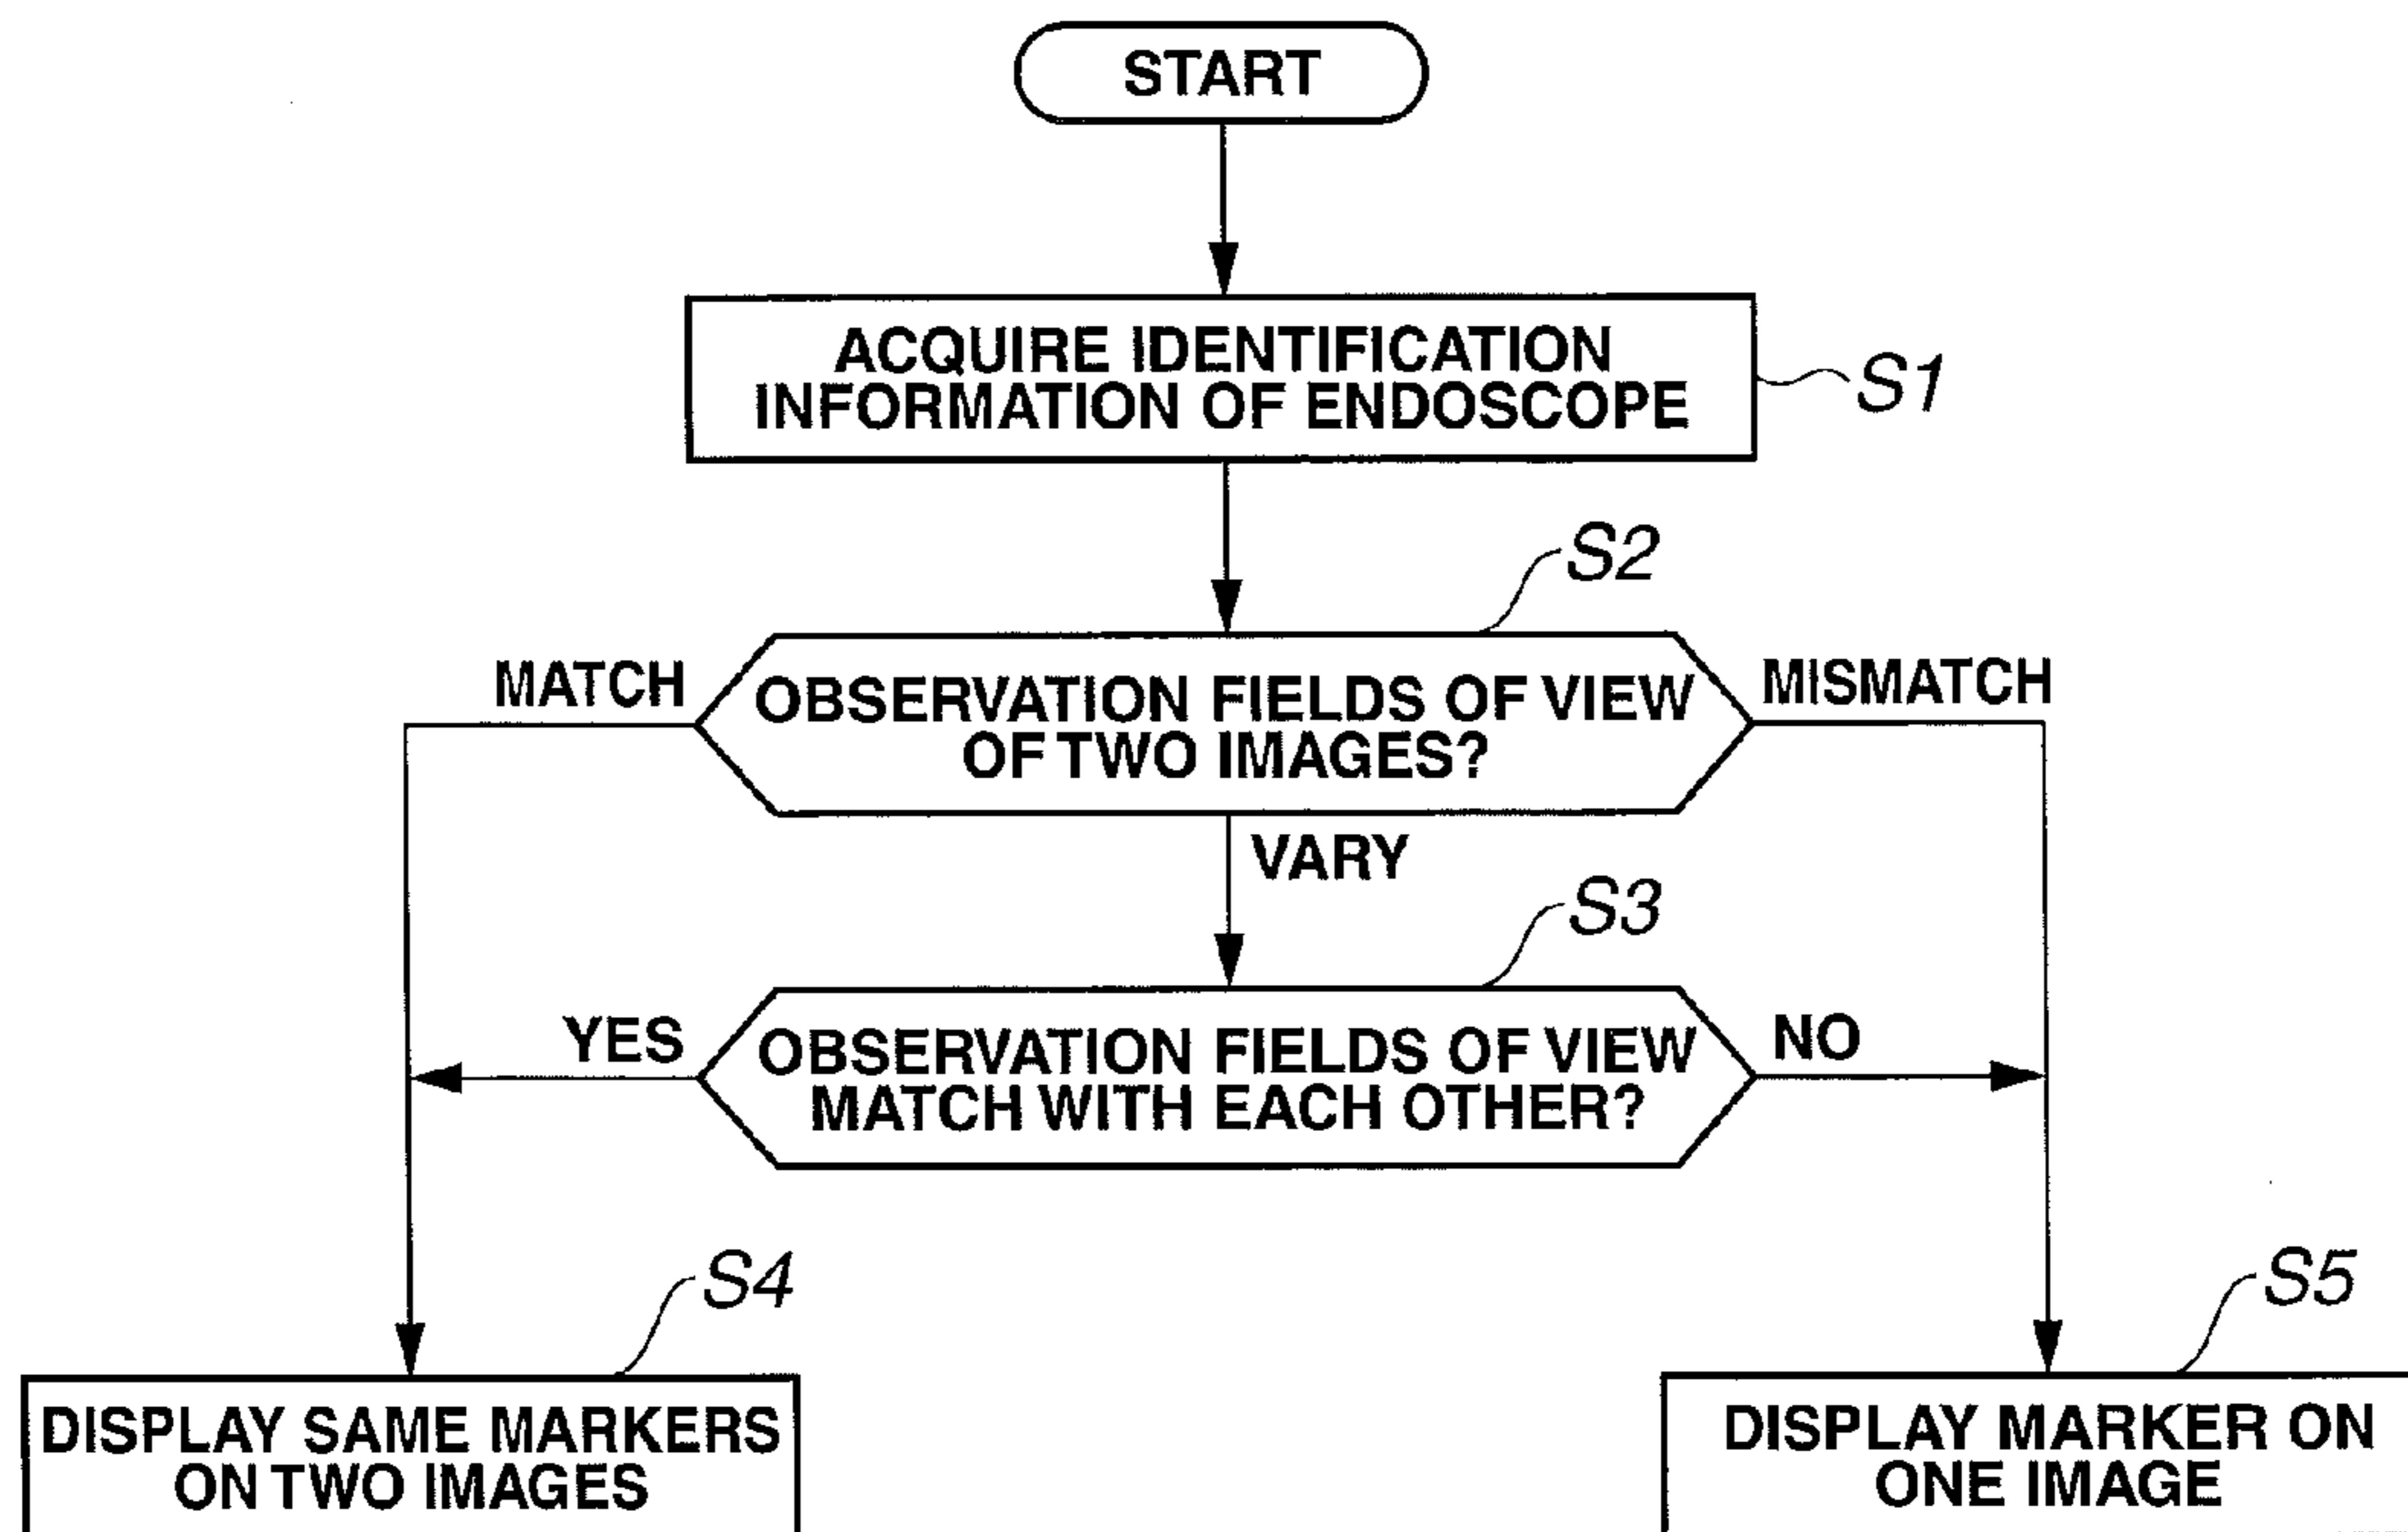 START
ACQUIRE IDENTIFICATION
INFORMATION OF ENDOSCOPE
S1
S2
MATCH
OBSERVATION FIELDS OF VIEW
OF TWO IMAGES?
MISMATCH
VARY
S3
YES
OBSERVATION FIELDS OF VIEW
MATCH WITH EACH OTHER?
NO
S4
DISPLAY SAME MARKERS
ON TWO IMAGES
S5
DISPLAY MARKER ON
ONE IMAGE